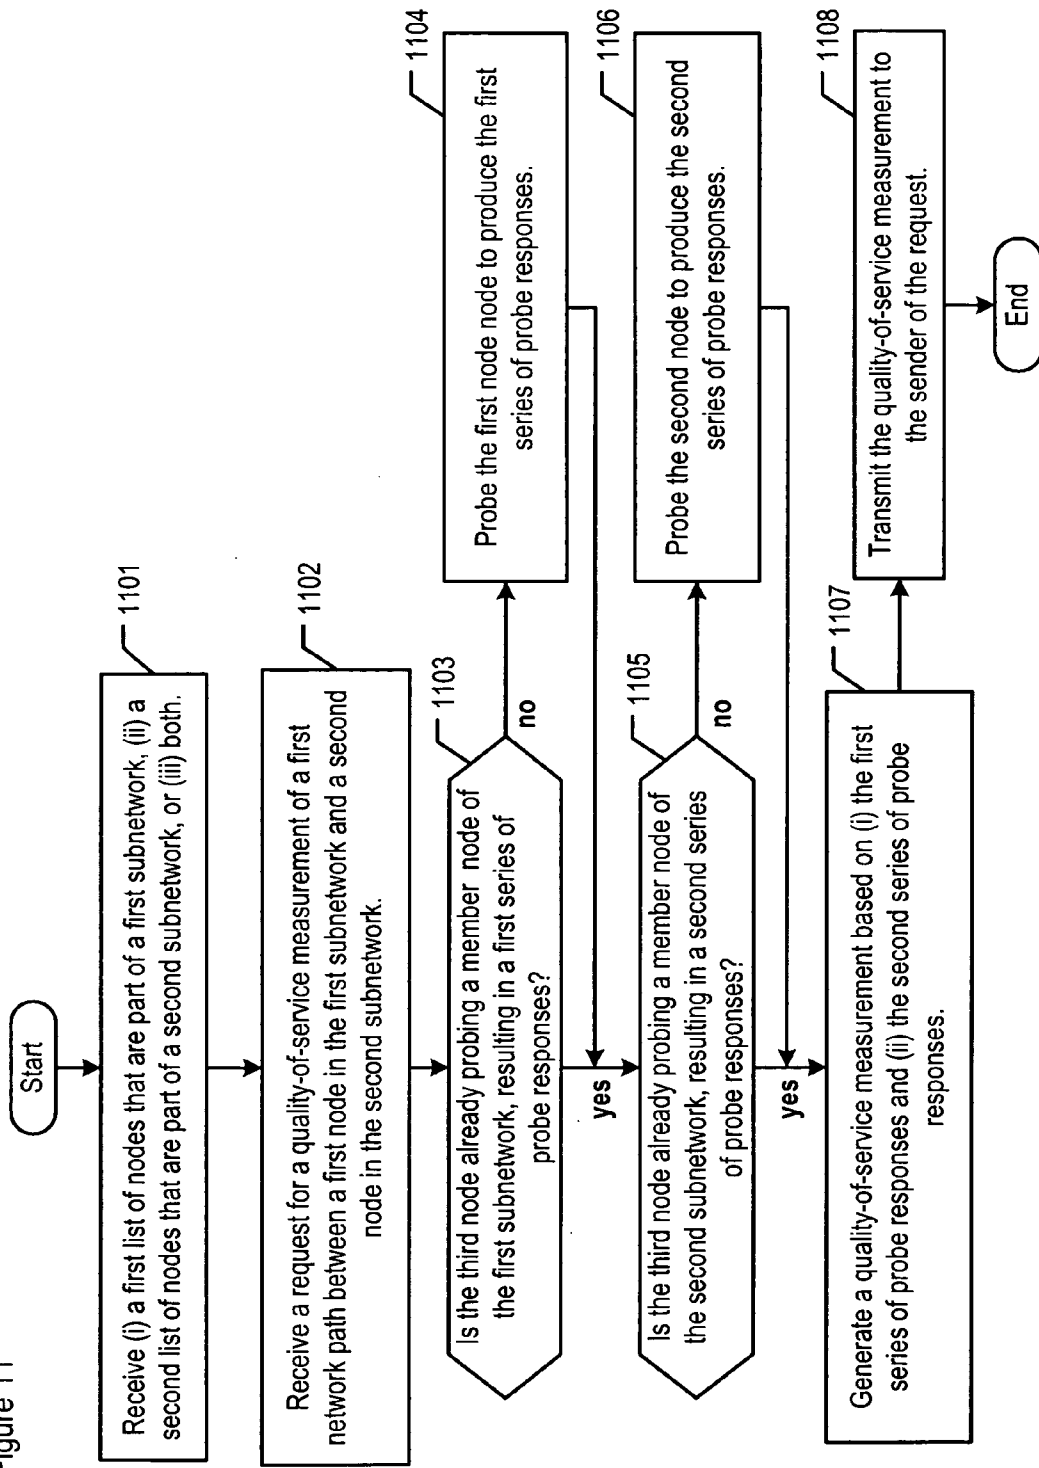 Figure 11
Start
1101
Receive (i) a first list of nodes that are part of a first subnetwork, (ii) a
second list of nodes that are part of a second subnetwork, or (iii) both.
1102
Receive a request for a quality-of-service measurement of a first
network path between a first node in the first subnetwork and a second
node in the second subnetwork.
1103
Is the third node already probing a member node of
the first subnetwork, resulting in a first series of
probe responses?
no
yes
1104
Probe the first node node to produce the first
series of probe responses.
1105
Is the third node already probing a member node of
the second subnetwork, resulting in a second series
of probe responses?
no
yes
1106
Probe the second node to produce the second
series of probe responses.
1107
Generate a quality-of-service measurement based on (i) the first
series of probe responses and (ii) the second series of probe
responses.
1108
Transmit the quality-of-service measurement to
the sender of the request.
End